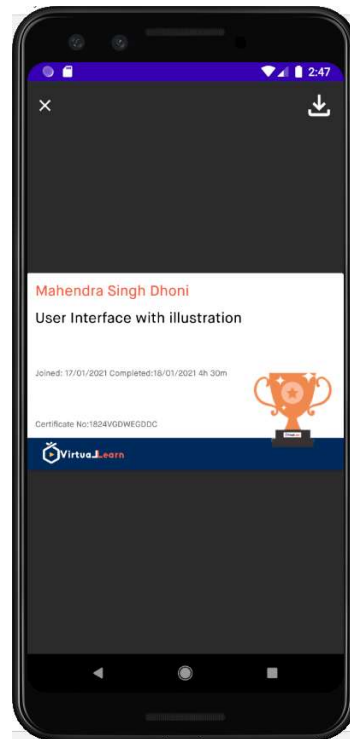 2:47
Mahendra Singh Dhoni
User Interface with illustration
Joined: 17/01/2021 Completed:18/01/2021 4h 30m
Certificate No:1824VGDWEGDDC
VirtuaLLearn